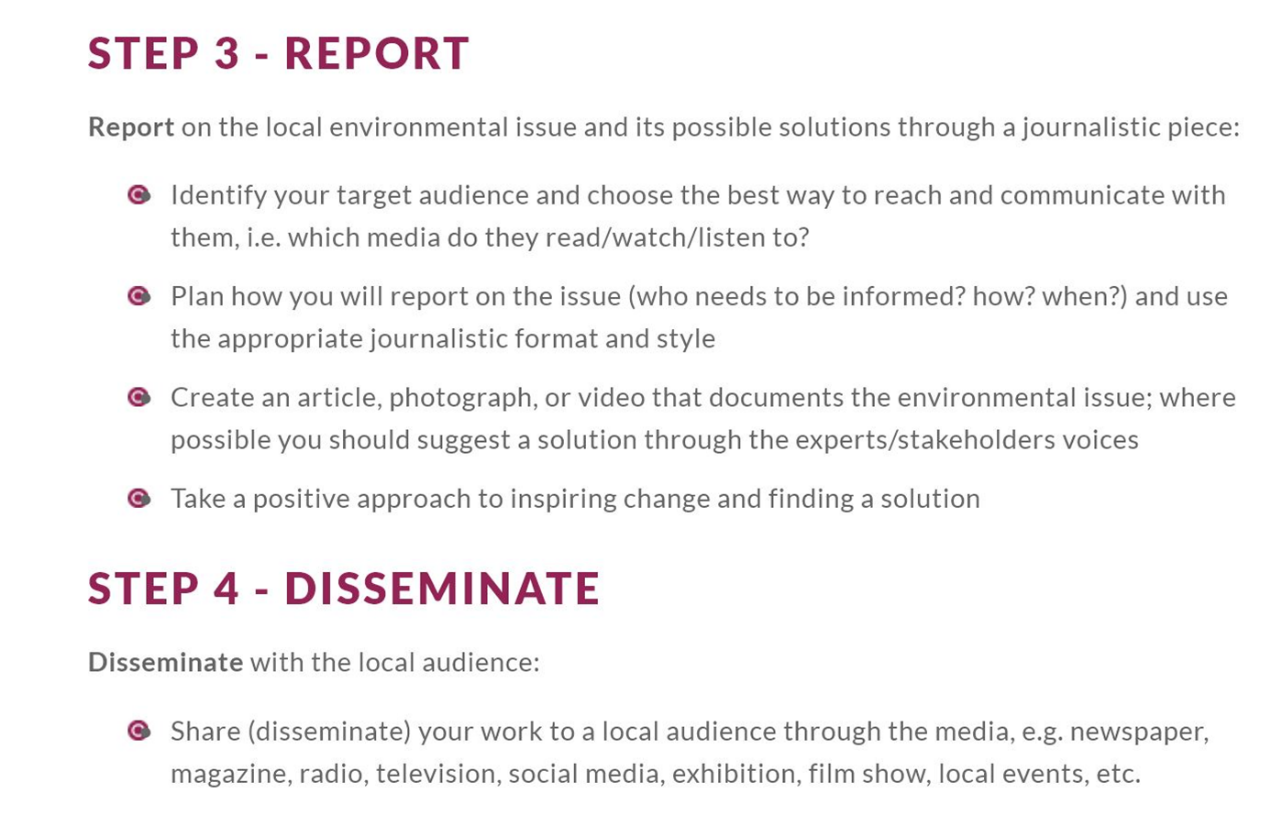 STEP 3 - REPORT
Report on the local environmental issue and its possible solutions through a journalistic piece:
Identify your target audience and choose the best way to reach and communicate with
them, i.e. which media do they read/watch/listen to?
Plan how you will report on the issue (who needs to be informed? how? when?) and use
the appropriate journalistic format and style
Create an article, photograph, or video that documents the environmental issue; where
possible you should suggest a solution through the experts/stakeholders voices
Take a positive approach to inspiring change and finding a solution
STEP 4 - DISSEMINATE
Disseminate with the local audience:
Share (disseminate) your work to a local audience through the media, e.g. newspaper,
magazine, radio, television, social media, exhibition, film show, local events, etc.